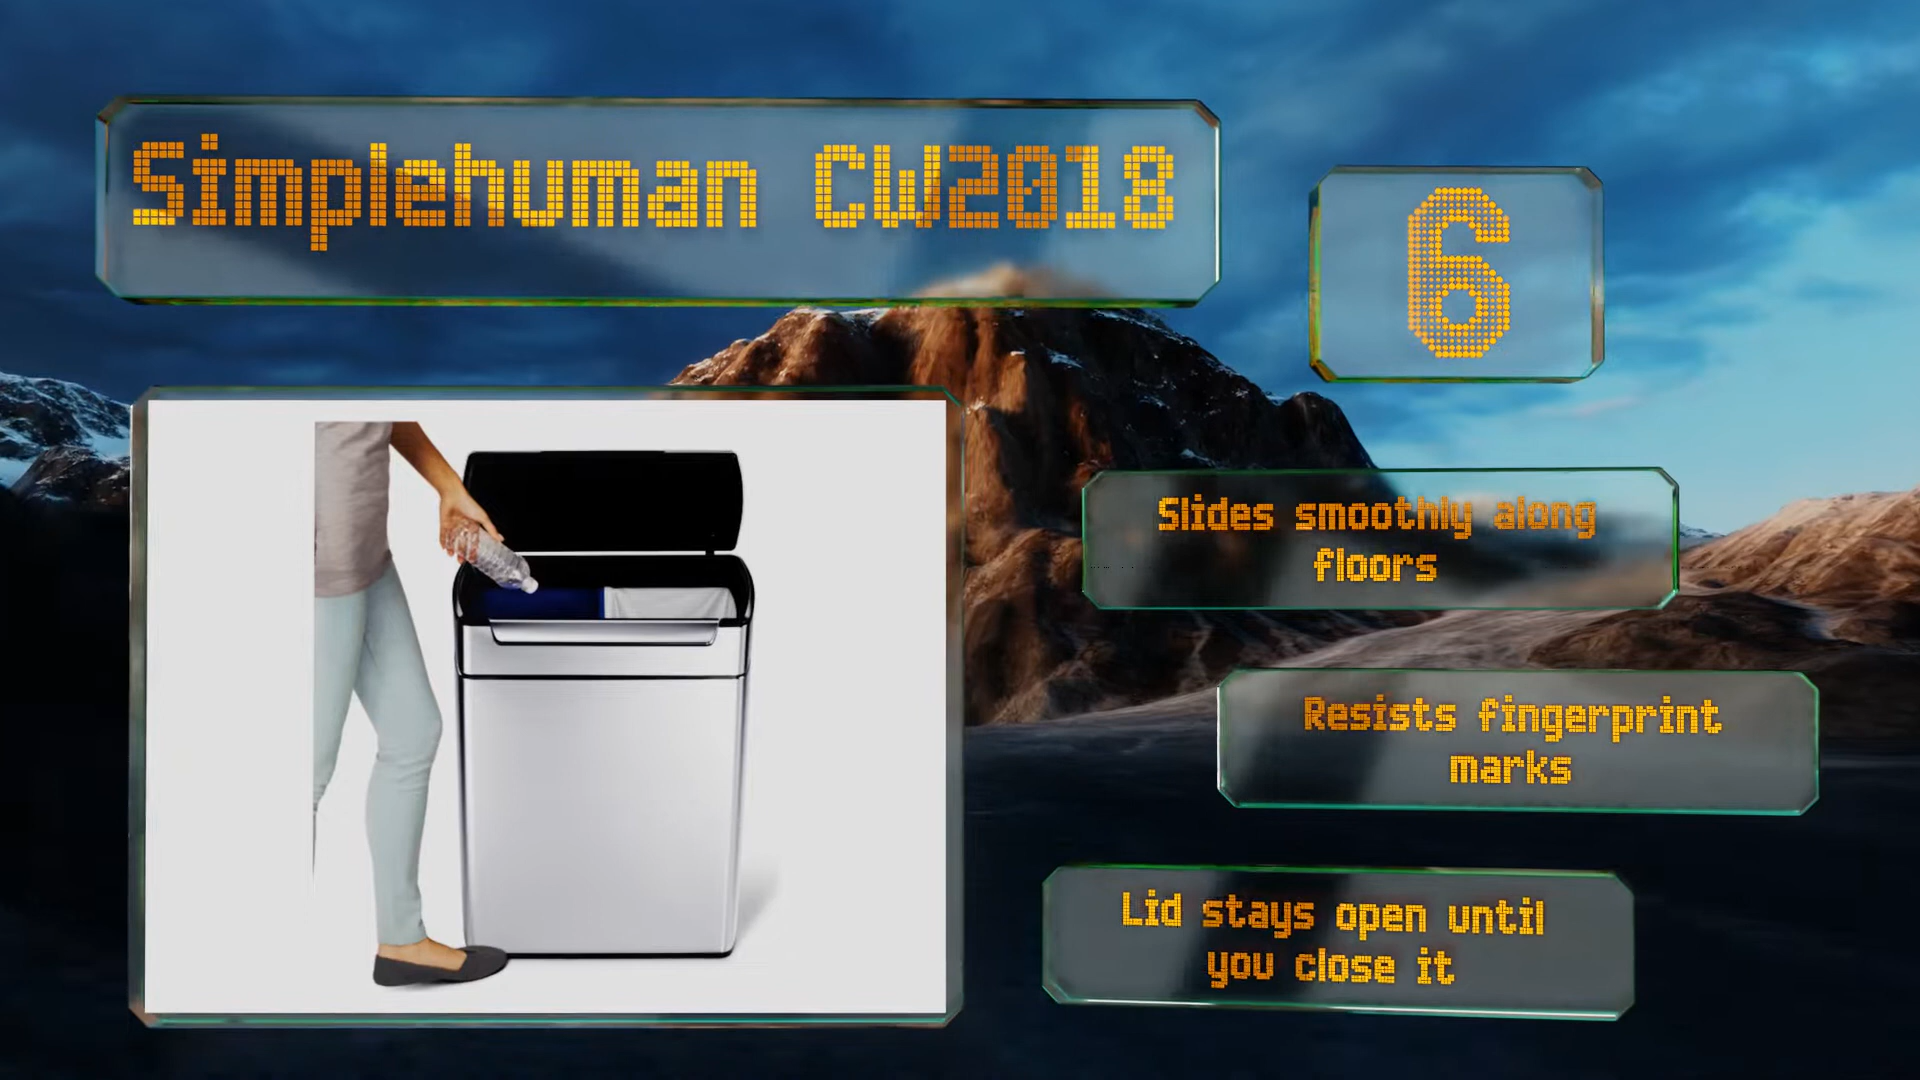 Simplehuman CW2018
6
Slides smoothly along
floors
Resists fingerprint
marks
Lid stays open until
you close it